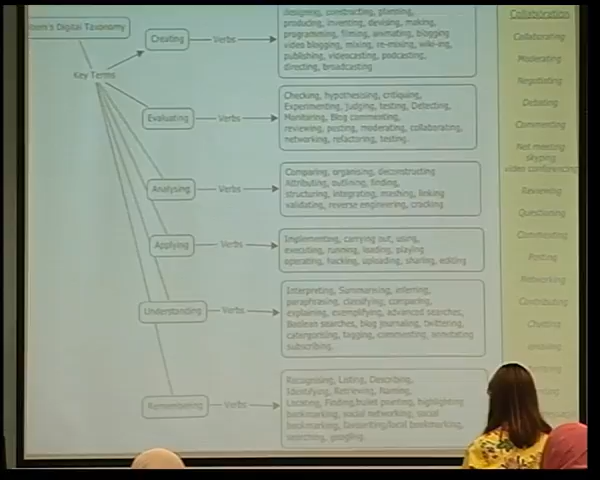 Bloom's Digital Taxonomy
Key Terms
Creating
Verbs
designing, constructing, planning,
producing, inventing, devising, making,
programming, filming, animating, blogging
video blogging, mixing, re-mixing, wiki-ing,
publishing, videocasting, podcasting,
directing, broadcasting
Evaluating
Verbs
Checking, hypothesising, critiquing,
Experimenting, judging, testing, Detecting,
Monitoring, Blog commenting,
reviewing, posting, moderating, collaborating,
networking, refactoring, testing.
Analysing
Verbs
Comparing, organising, deconstructing
Attributing, outlining, finding,
structuring, integrating, mashing, linking
validating, reverse engineering, cracking
Applying
Verbs
Implementing, carrying out, using,
executing, running, loading, playing
operating, hacking, uploading, sharing, editing
Understanding
Verbs
Interpreting, Summarising, inferring,
paraphrasing, classifying, comparing,
explaining, exemplifying, advanced searches,
Boolean searches, blog journaling, twittering,
categorising, tagging, commenting, annotating
subscribing.
Remembering
Verbs
Recognising, Listing, Describing,
Identifying, Retrieving, Naming,
Locating, Finding, bullet pointing, highlighting
bookmarking, social networking, social
bookmarking, favouriting/local bookmarking,
searching, googling.
Collaboration
Collaborating
Moderating
Negotiating
Debating
Commenting
Net meeting
skyping
video conferencing
Reviewing
Questioning
Commenting
Posting
Networking
Contributing
Chatting